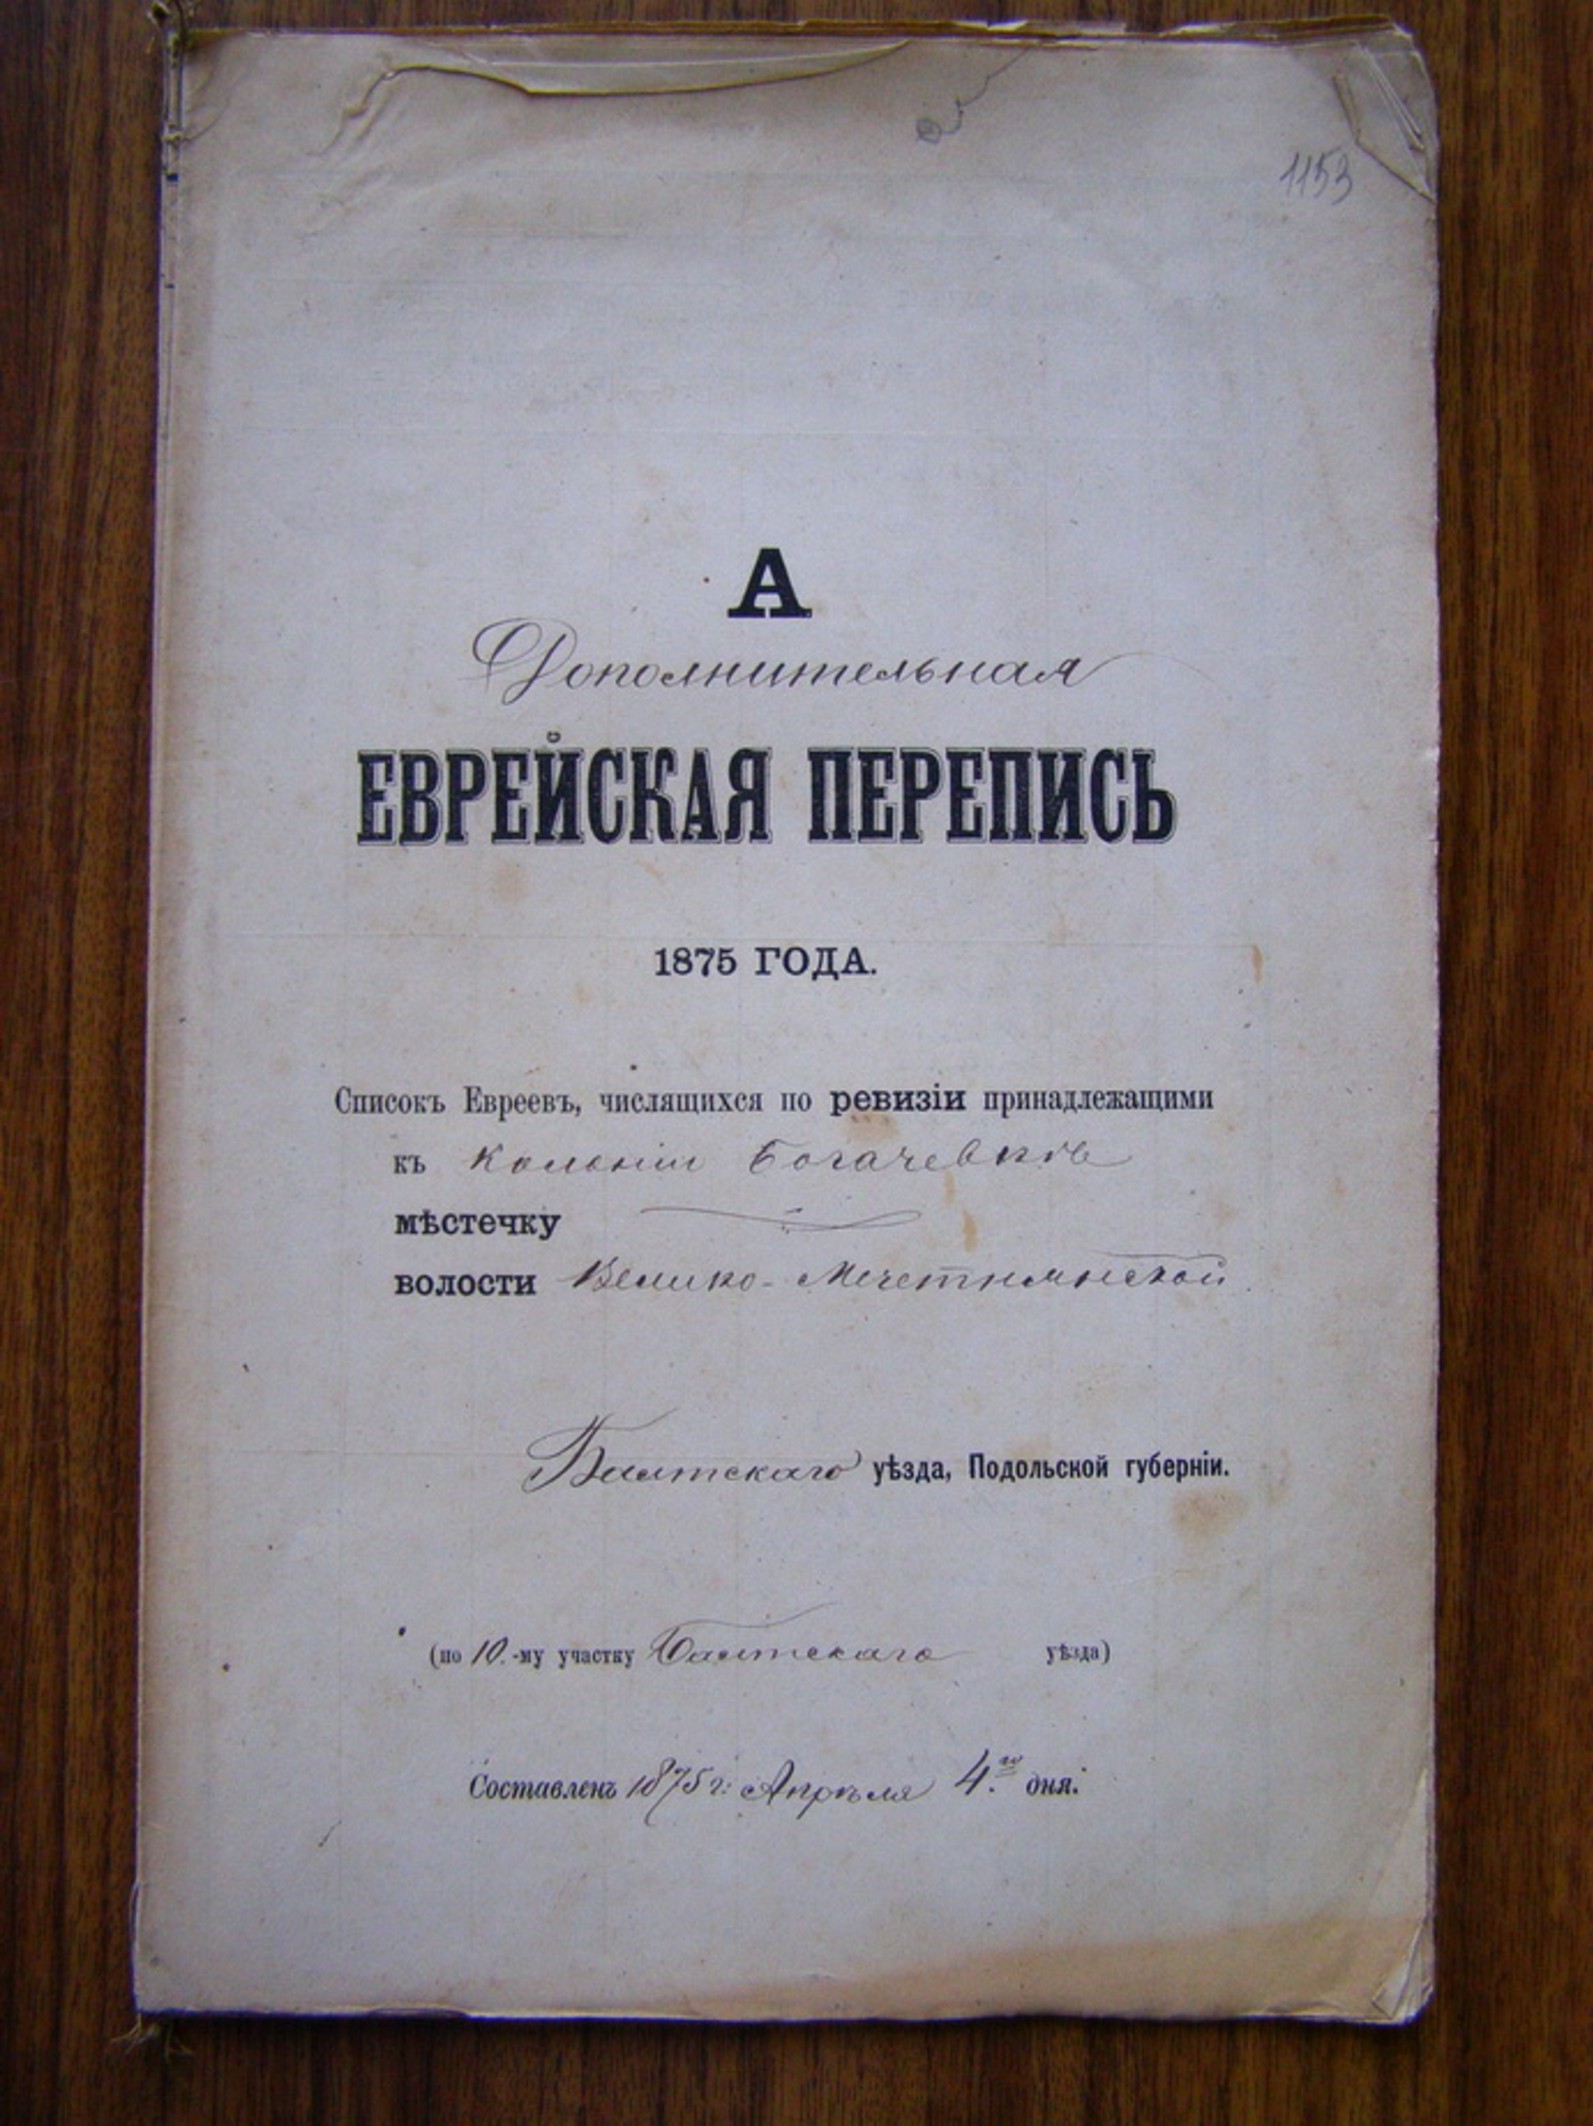 1153
А
Дополнительная
ЕВРЕЙСКАЯ ПЕРЕПИСЬ
1875 ГОДА.
Списокъ Евреевъ, числящихся по ревизіи принадлежащими
къ Колоніи Богачевкѣ
мѣстечку
волости Велико-Мечетнянской
Балтскаго уѣзда, Подольской губерніи.
(по 10.-му участку Балтскаго уѣзда)
Составленъ 1875 г: Апрѣля 4.го дня.